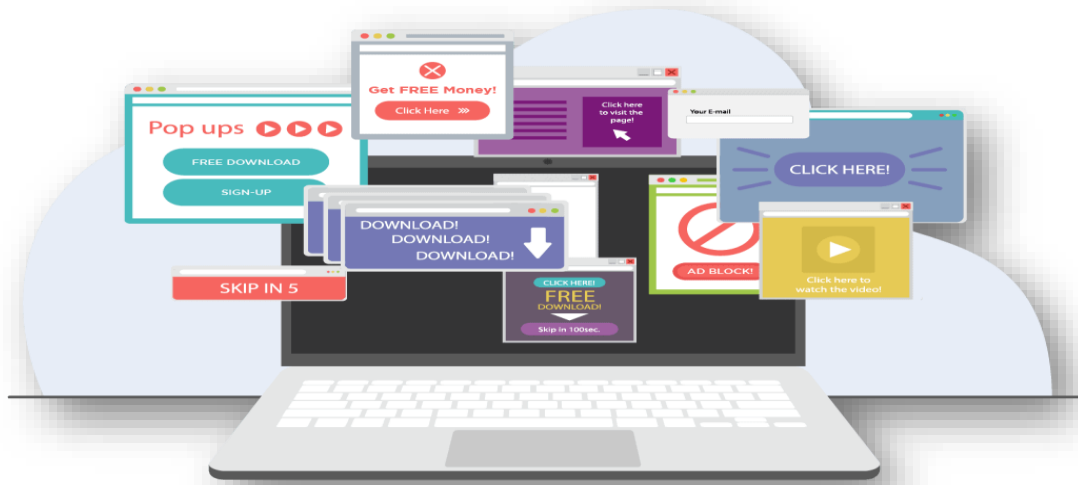 Get FREE Money!
Click Here
Pop ups
FREE DOWNLOAD
SIGN-UP
Click here
to visit the
page!
Your E-mail
CLICK HERE!
DOWNLOAD!
DOWNLOAD!
DOWNLOAD!
SKIP IN 5
CLICK HERE!
FREE
DOWNLOAD!
Skip in 100sec.
AD BLOCK!
Click here to
watch the video!